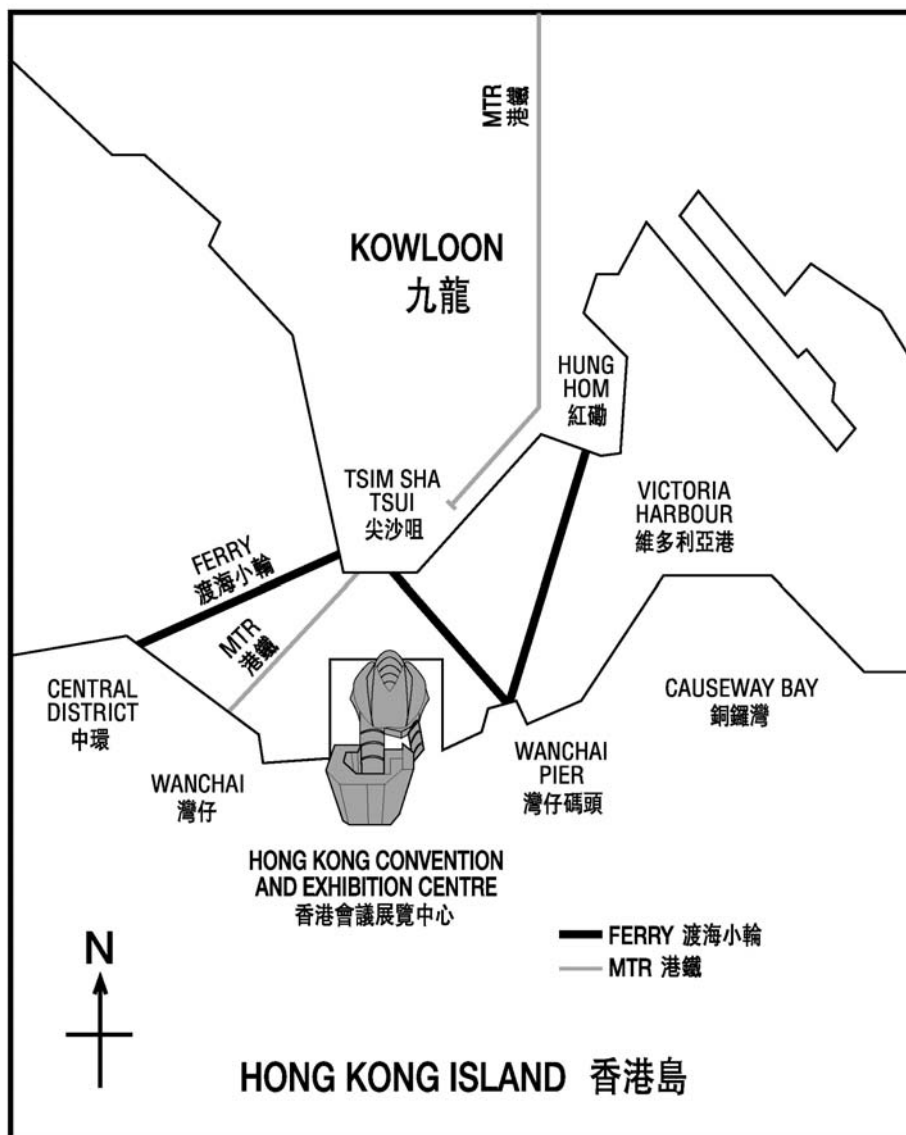 MTR
港鐵
KOWLOON
九龍
HUNG
HOM
紅磡
TSIM SHA
TSUI
尖沙咀
VICTORIA
HARBOUR
維多利亞港
FERRY
渡海小輪
MTR
港鐵
CENTRAL
DISTRICT
中環
CAUSEWAY BAY
銅鑼灣
WANCHAI
灣仔
WANCHAI
PIER
灣仔碼頭
HONG KONG CONVENTION
AND EXHIBITION CENTRE
香港會議展覽中心
FERRY 渡海小輪
MTR 港鐵
N
HONG KONG ISLAND 香港島